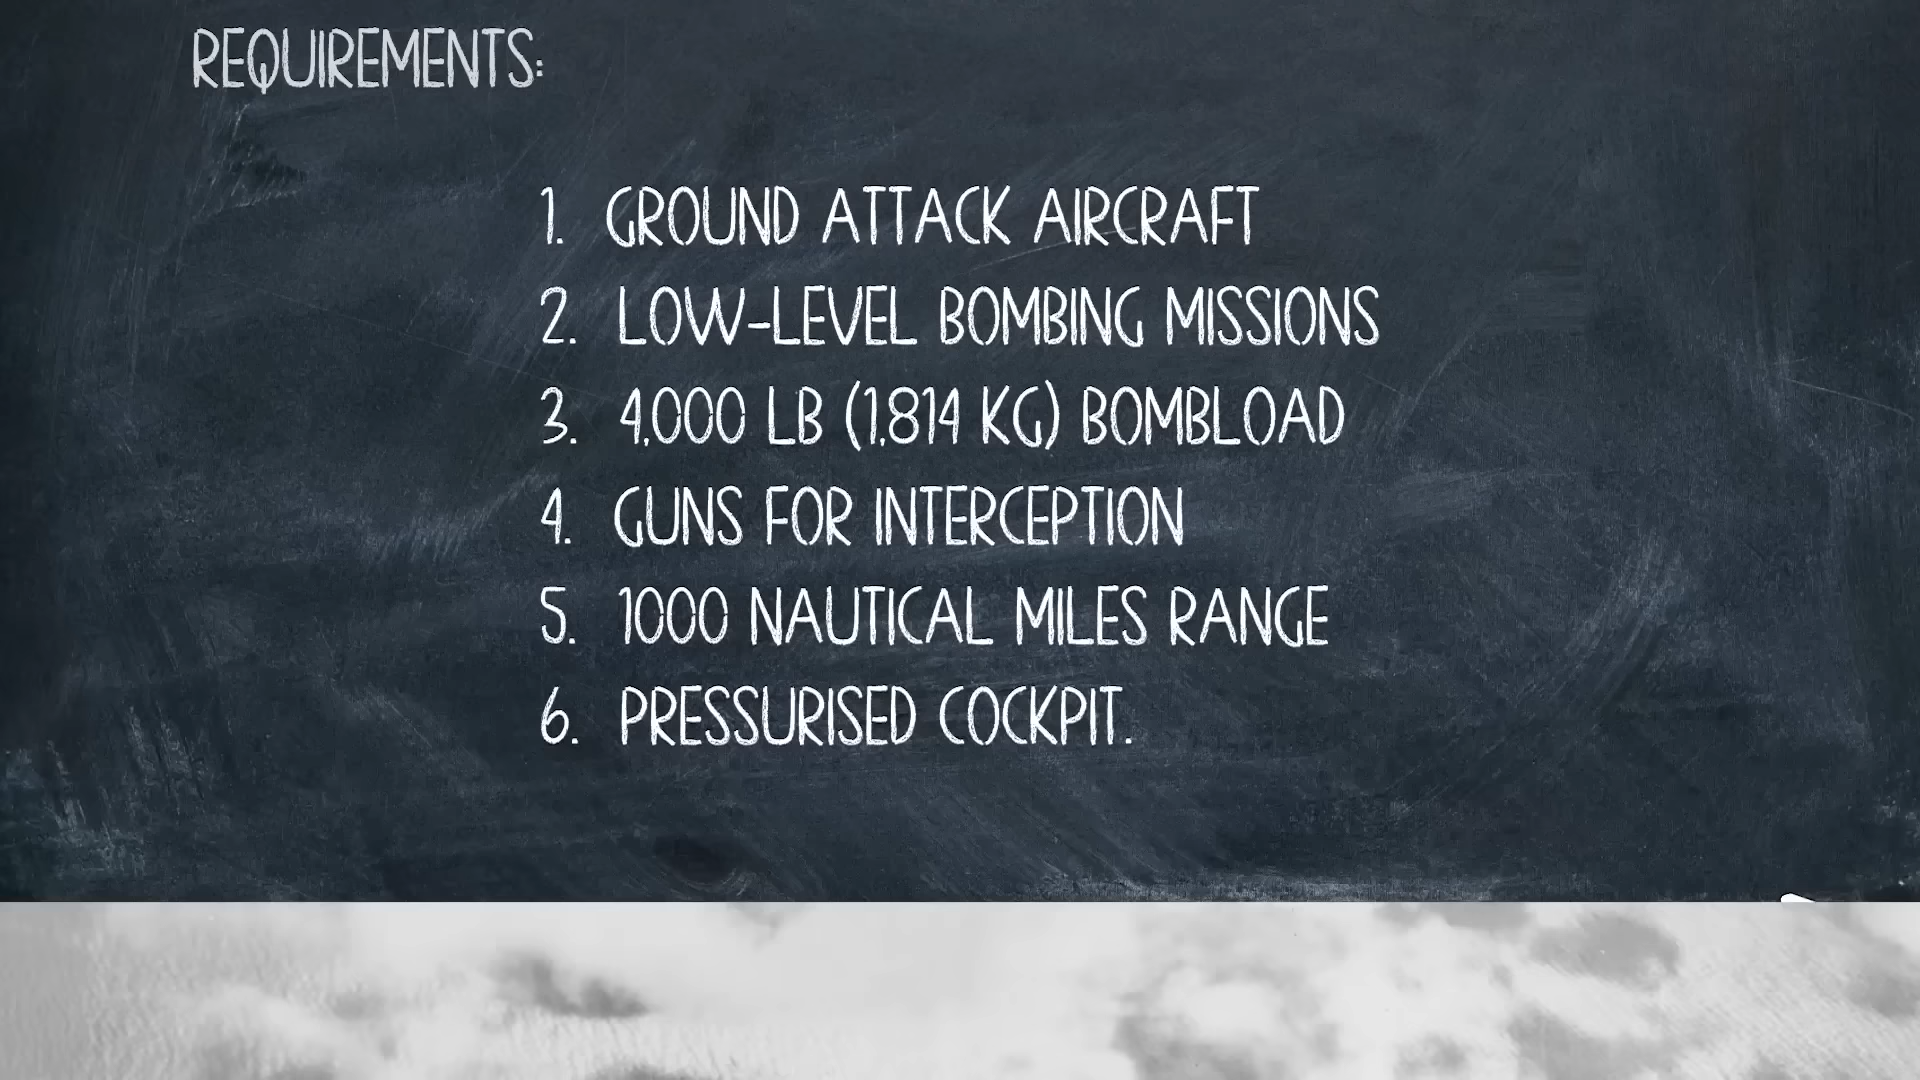 REQUIREMENTS:
1. GROUND ATTACK AIRCRAFT
2. LOW-LEVEL BOMBING MISSIONS
3. 4,000 LB (1,814 KG) BOMBLOAD
4. GUNS FOR INTERCEPTION
5. 1000 NAUTICAL MILES RANGE
6. PRESSURISED COCKPIT.